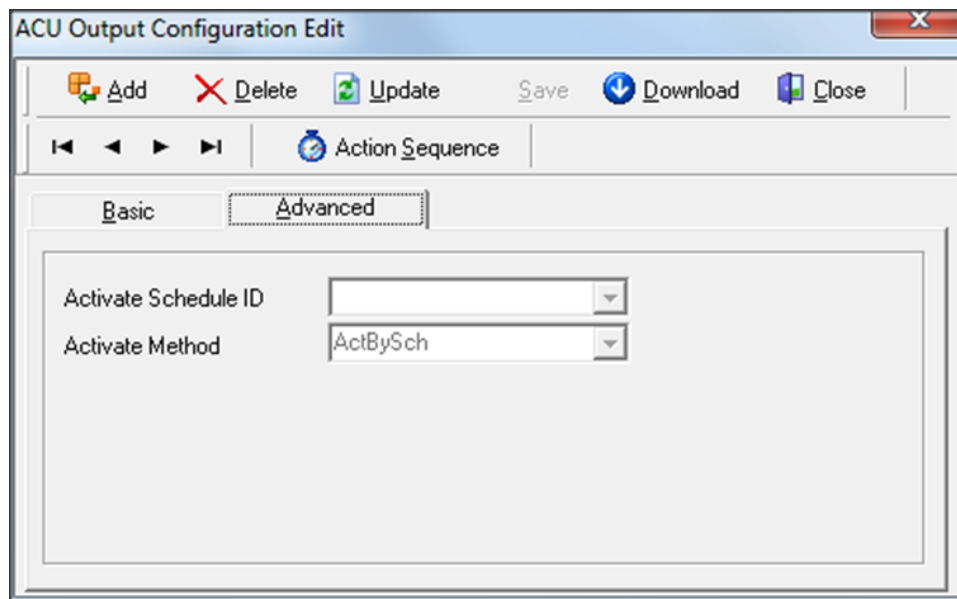 ACU Output Configuration Edit
Add Delete Update Save Download Close
Action Sequence
Basic Advanced
Activate Schedule ID
Activate Method ActBySch